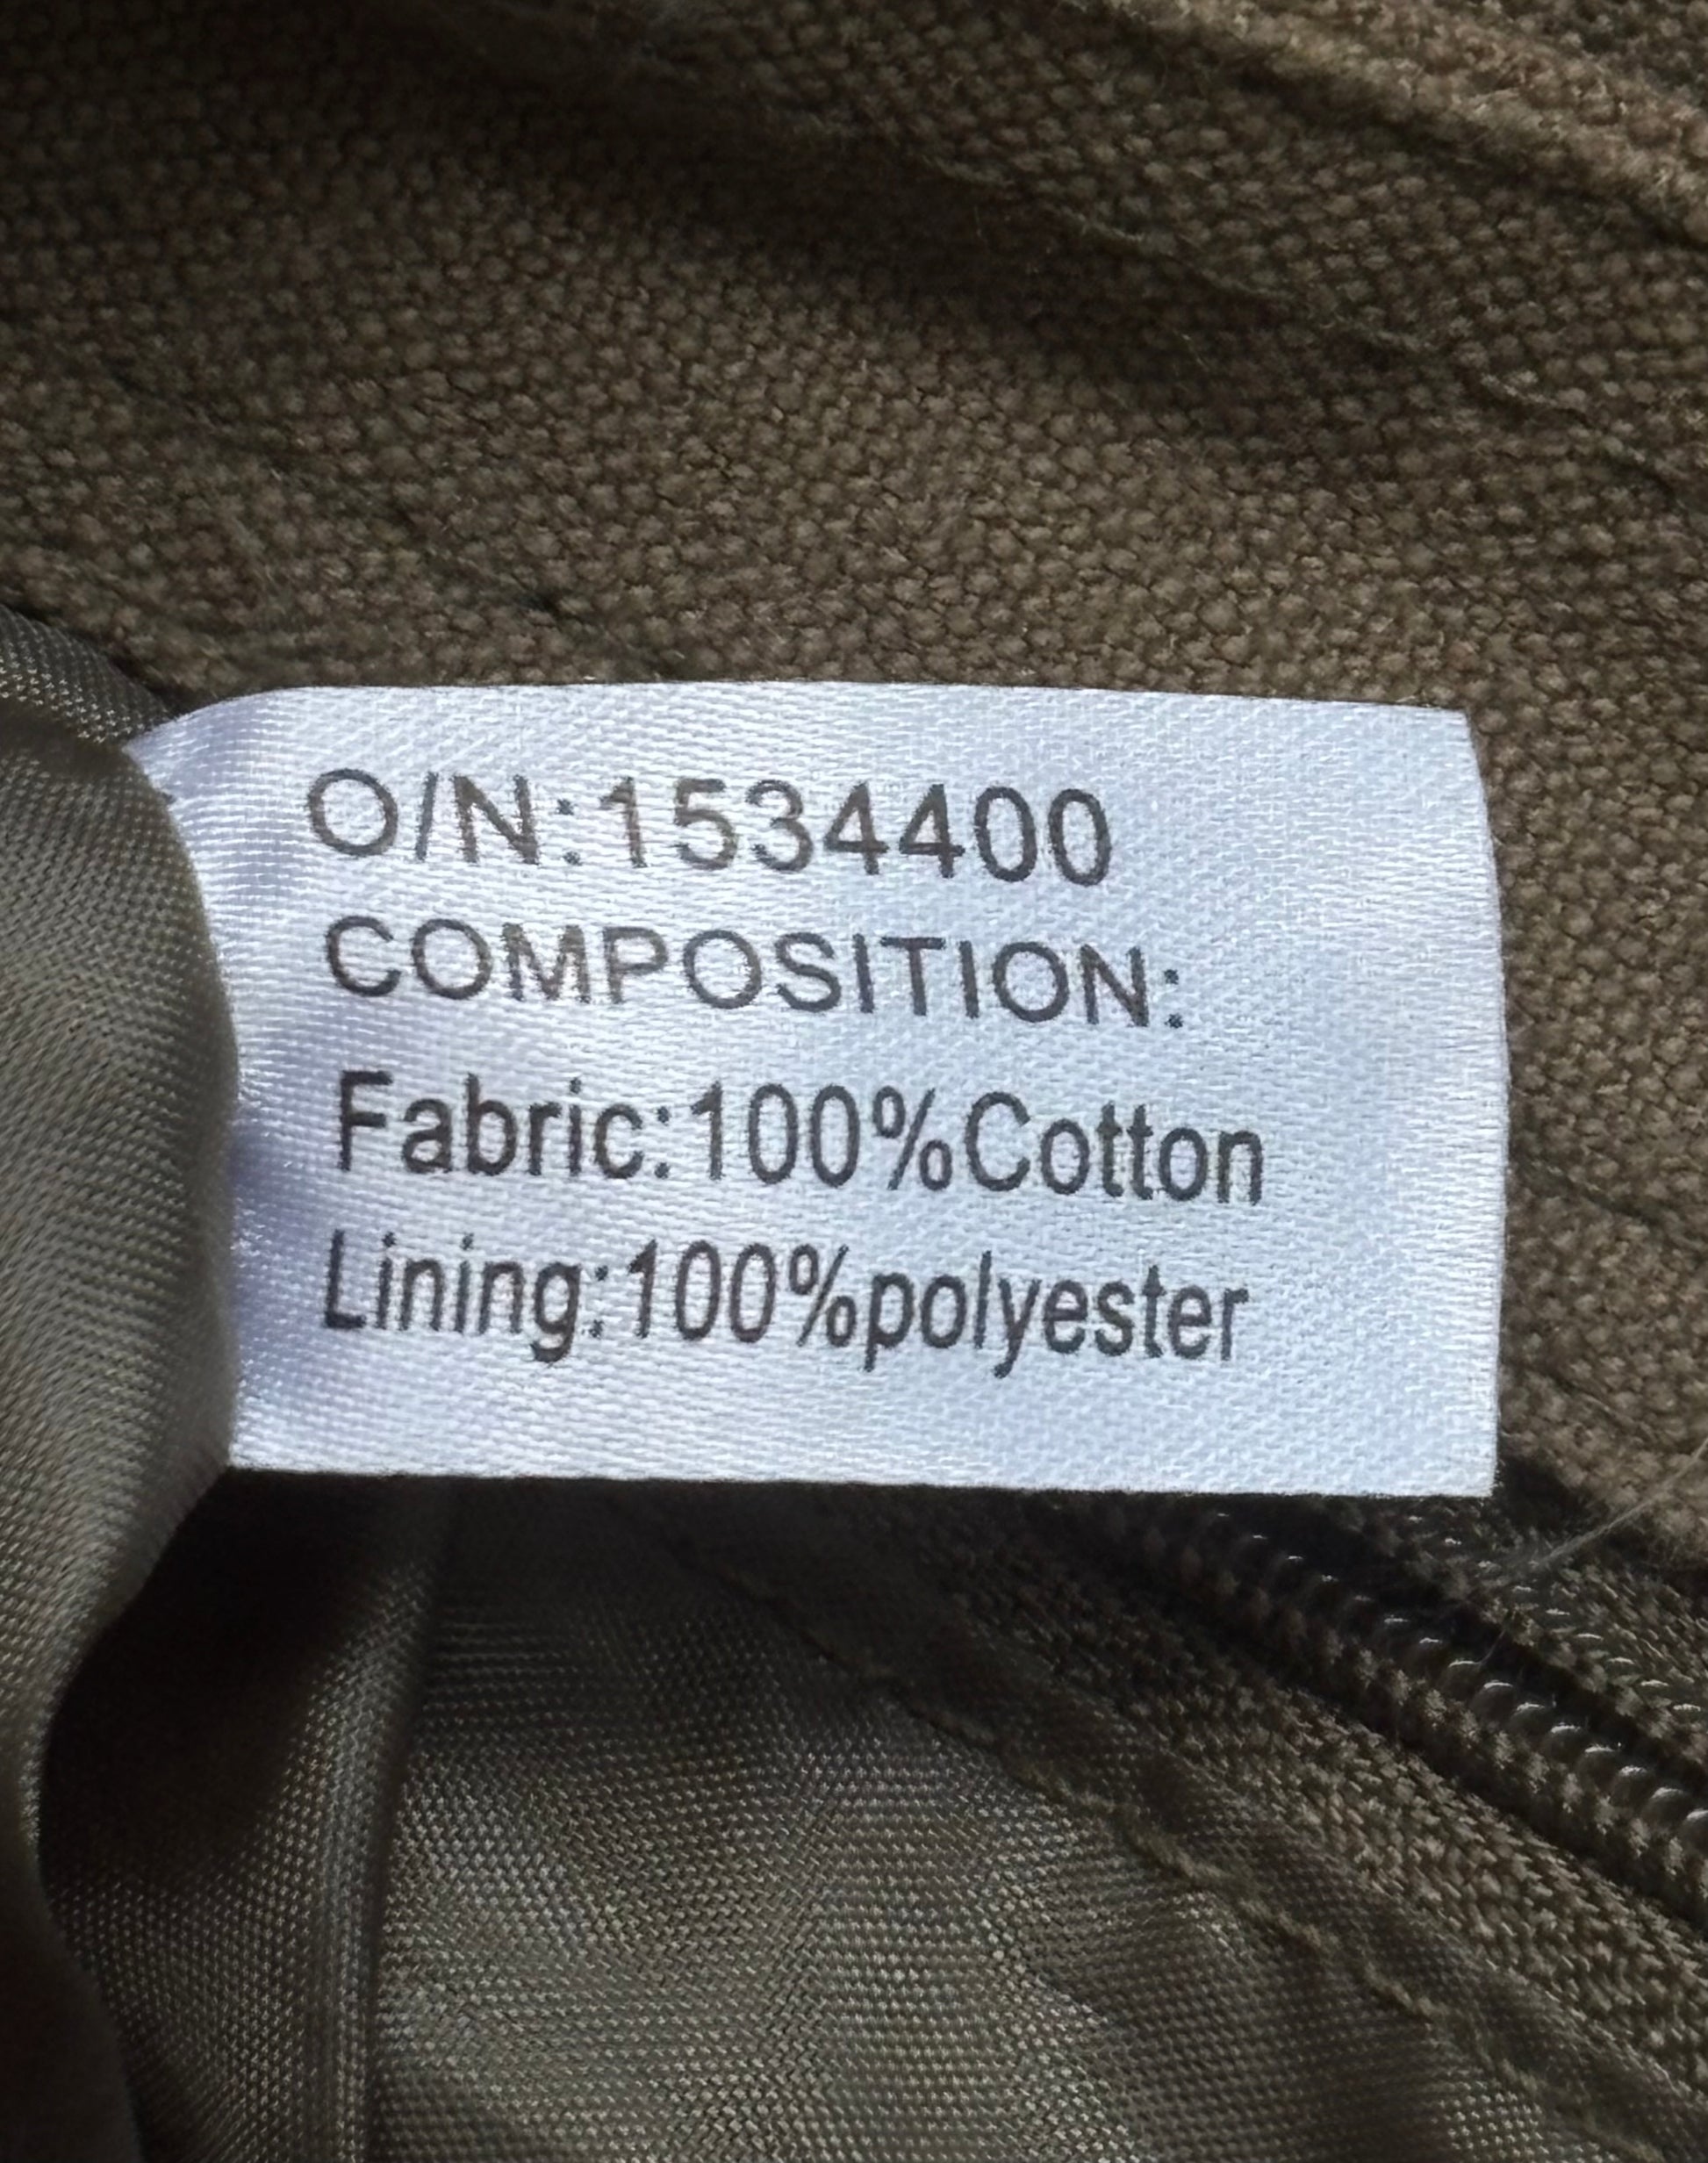 O/N:1534400
COMPOSITION:
Fabric:100%Cotton
Lining:100%polyester